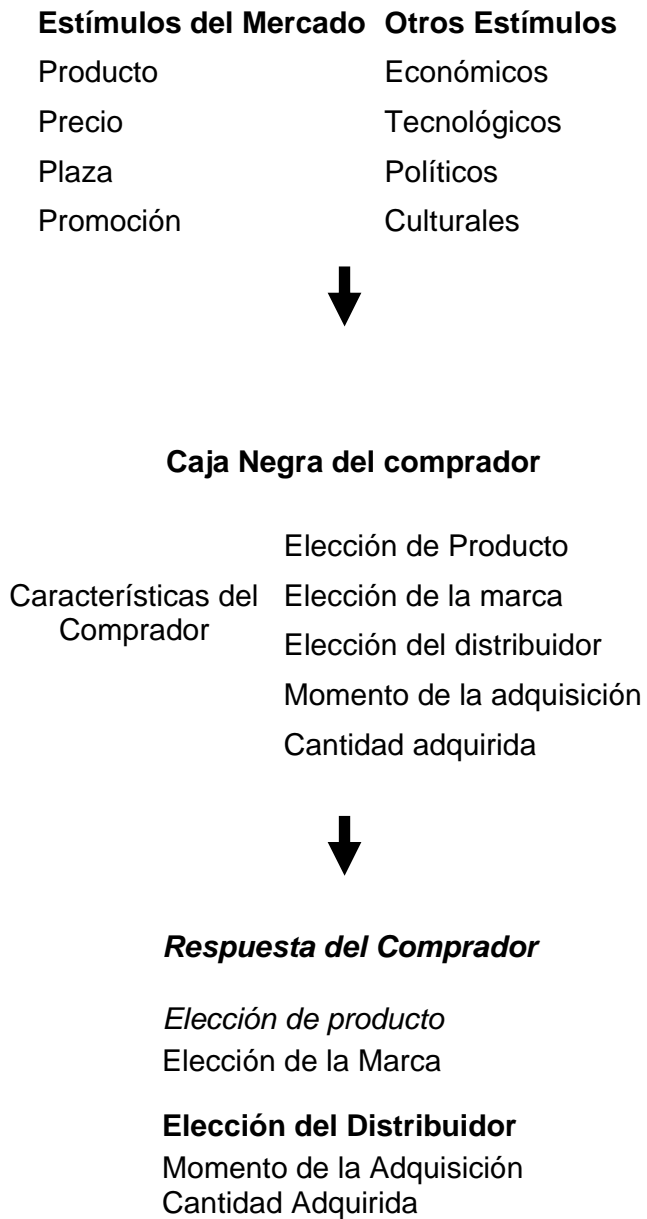 Estímulos del Mercado Otros Estímulos
Producto Económicos
Precio Tecnológicos
Plaza Políticos
Promoción Culturales
Caja Negra del comprador
Características del
Comprador
Elección de Producto
Elección de la marca
Elección del distribuidor
Momento de la adquisición
Cantidad adquirida
Respuesta del Comprador
Elección de producto
Elección de la Marca
Elección del Distribuidor
Momento de la Adquisición
Cantidad Adquirida